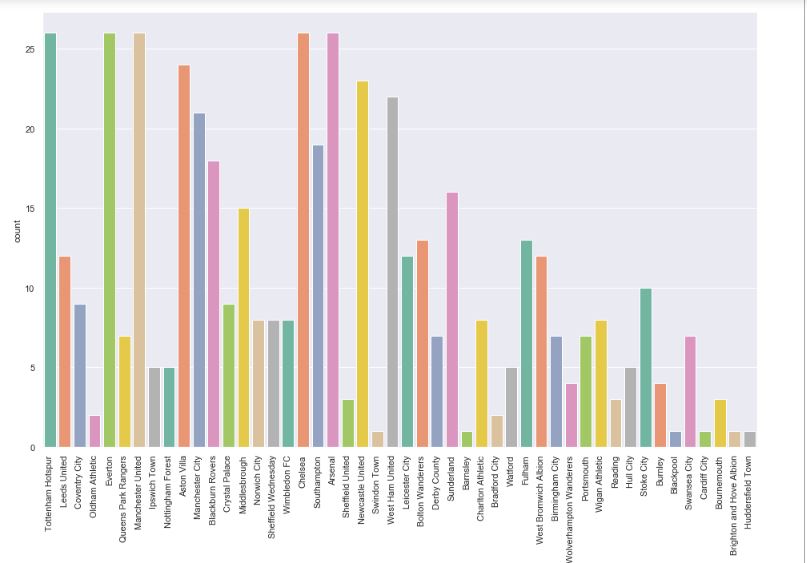 25
20
15
10
5
0
count
Tottenham Hotspur
Leeds United
Coventry City
Oldham Athletic
Everton
Queens Park Rangers
Manchester United
Ipswich Town
Nottingham Forest
Aston Villa
Manchester City
Blackburn Rovers
Crystal Palace
Middlesbrough
Norwich City
Sheffield Wednesday
Wimbledon FC
Chelsea
Southampton
Arsenal
Sheffield United
Newcastle United
Swindon Town
West Ham United
Leicester City
Bolton Wanderers
Derby County
Sunderland
Barnsley
Charlton Athletic
Bradford City
Watford
Fulham
West Bromwich Albion
Birmingham City
Wolverhampton Wanderers
Portsmouth
Wigan Athletic
Reading
Hull City
Stoke City
Burnley
Blackpool
Swansea City
Cardiff City
Bournemouth
Brighton and Hove Albion
Huddersfield Town